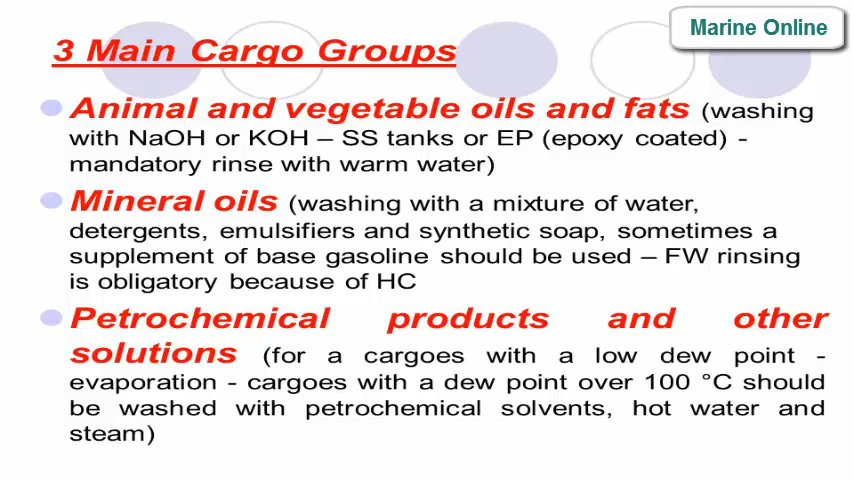 Marine Online
3 Main Cargo Groups
Animal and vegetable oils and fats (washing
with NaOH or KOH – SS tanks or EP (epoxy coated) -
mandatory rinse with warm water)
Mineral oils (washing with a mixture of water,
detergents, emulsifiers and synthetic soap, sometimes a
supplement of base gasoline should be used – FW rinsing
is obligatory because of HC
Petrochemical products and other
solutions (for a cargoes with a low dew point -
evaporation - cargoes with a dew point over 100 °C should
be washed with petrochemical solvents, hot water and
steam)